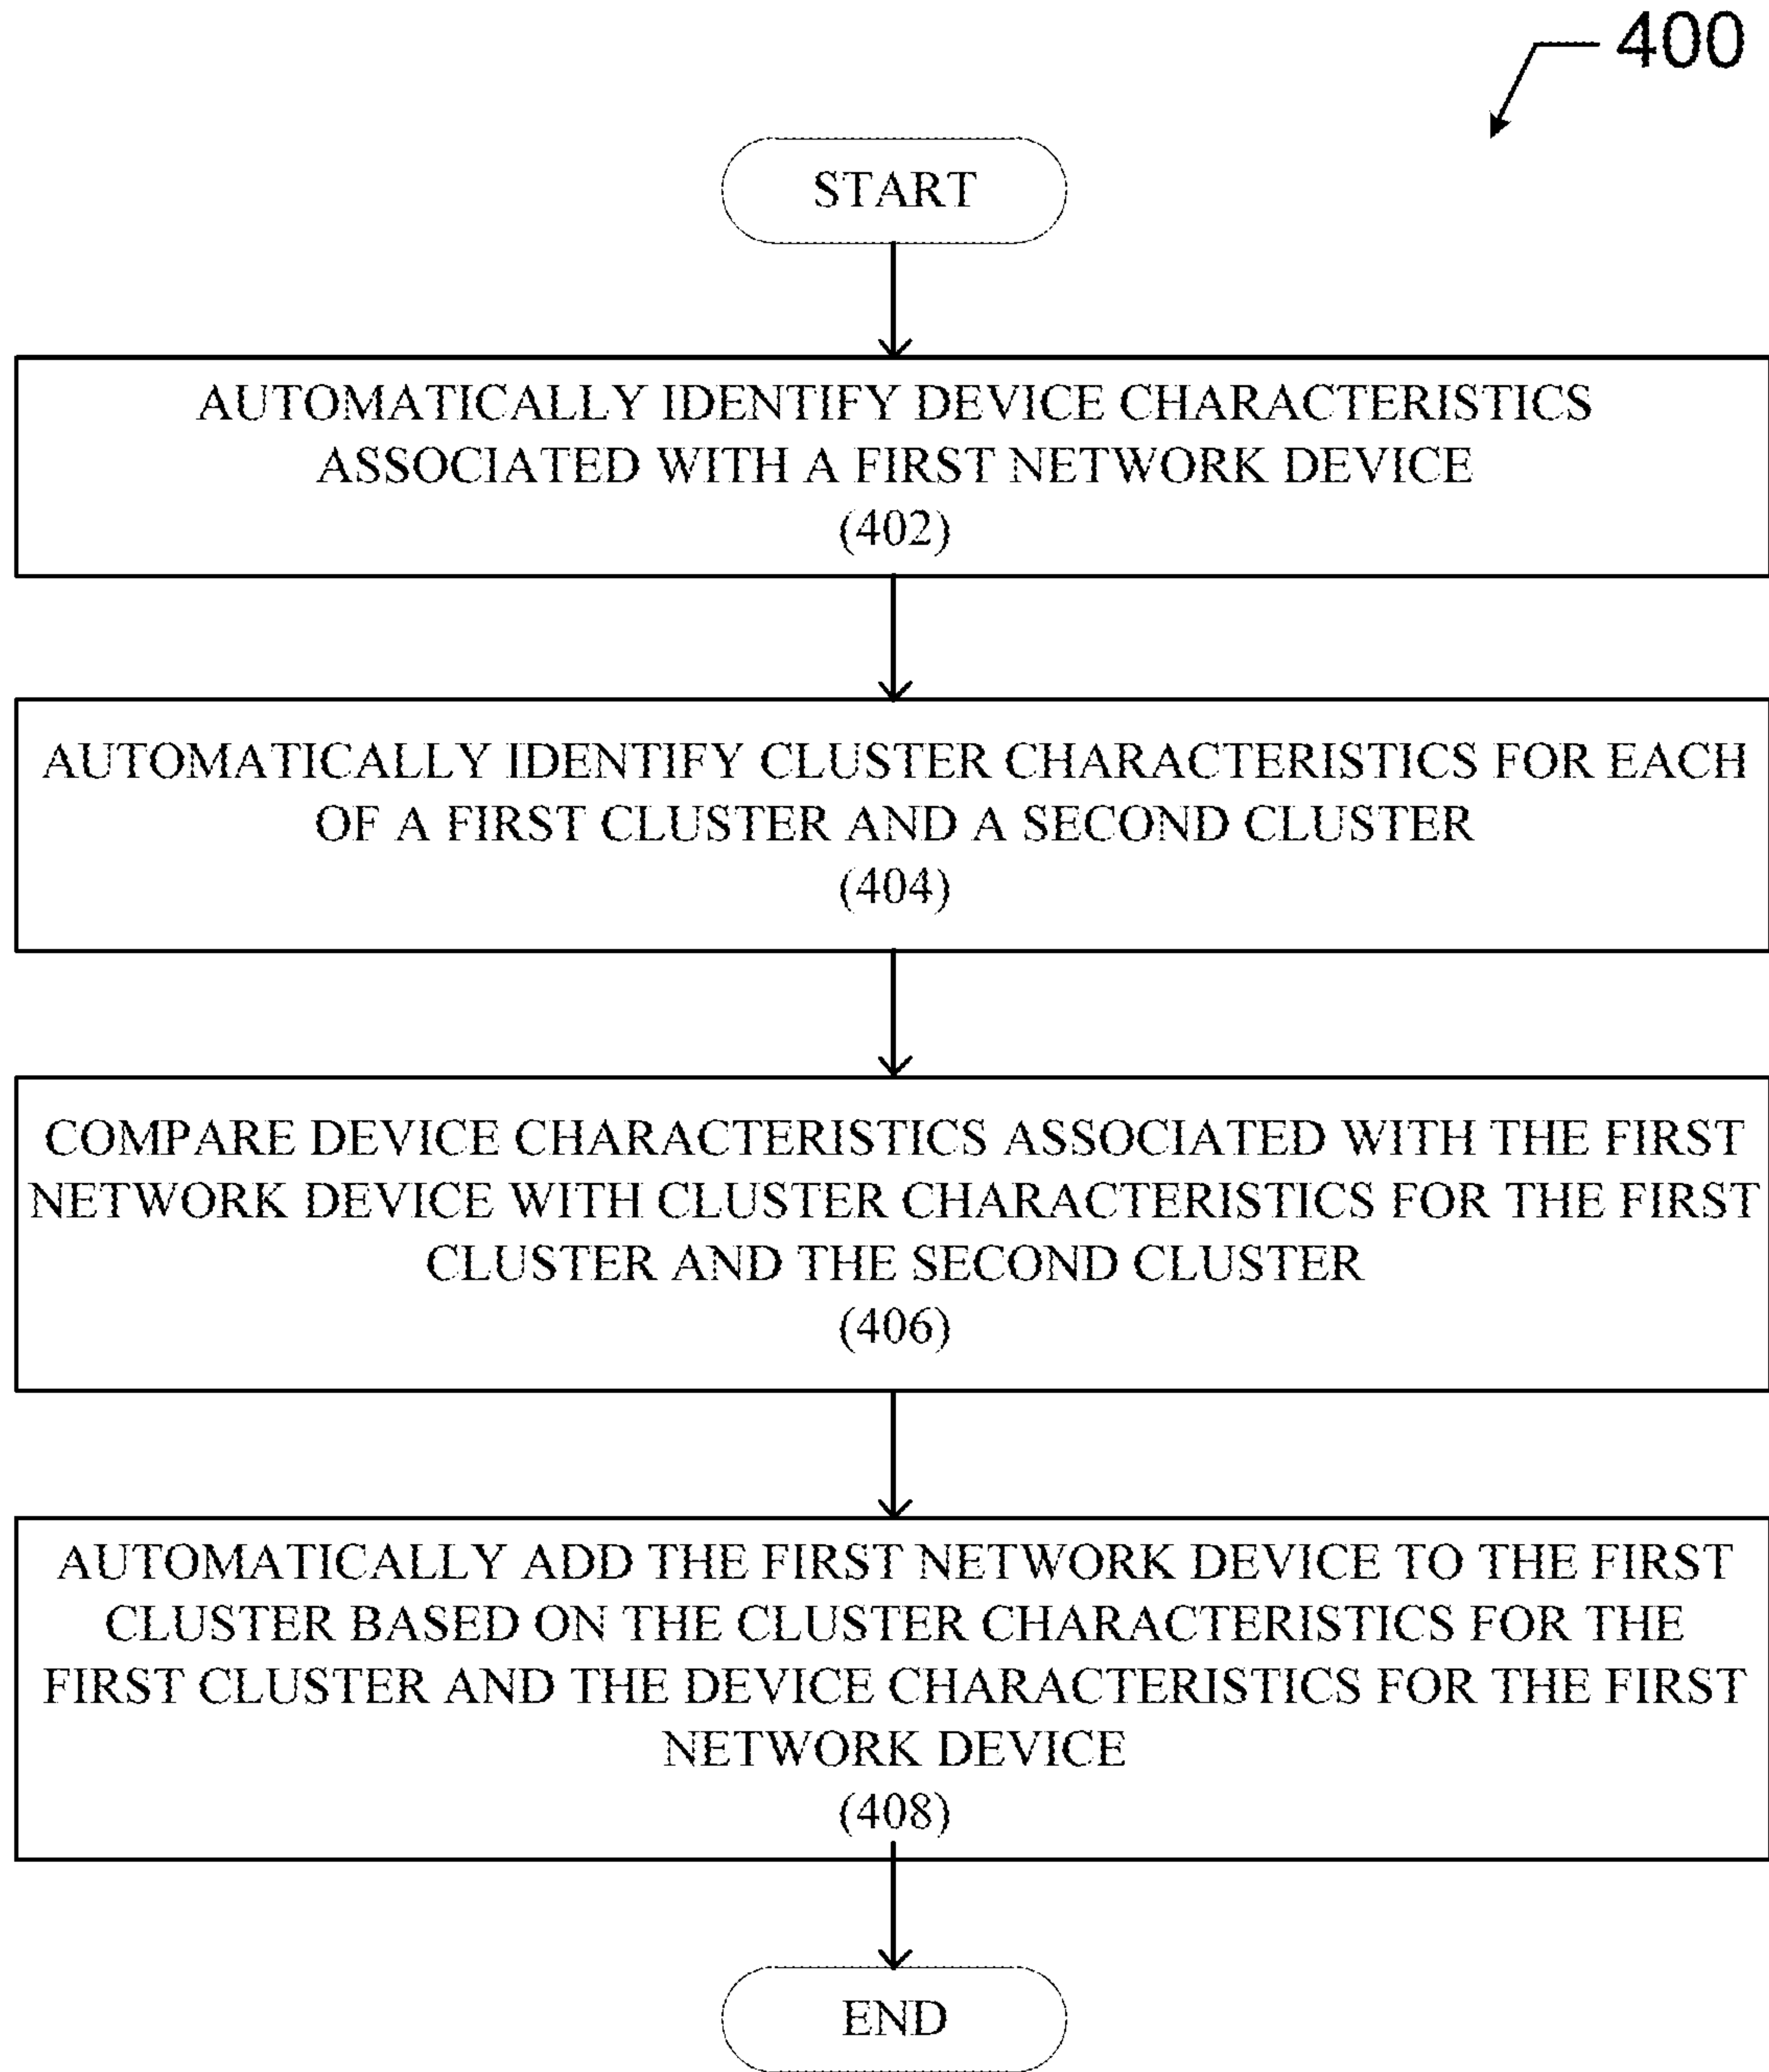 400
START
AUTOMATICALLY IDENTIFY DEVICE CHARACTERISTICS
ASSOCIATED WITH A FIRST NETWORK DEVICE
(402)
AUTOMATICALLY IDENTIFY CLUSTER CHARACTERISTICS FOR EACH
OF A FIRST CLUSTER AND A SECOND CLUSTER
(404)
COMPARE DEVICE CHARACTERISTICS ASSOCIATED WITH THE FIRST
NETWORK DEVICE WITH CLUSTER CHARACTERISTICS FOR THE FIRST
CLUSTER AND THE SECOND CLUSTER
(406)
AUTOMATICALLY ADD THE FIRST NETWORK DEVICE TO THE FIRST
CLUSTER BASED ON THE CLUSTER CHARACTERISTICS FOR THE
FIRST CLUSTER AND THE DEVICE CHARACTERISTICS FOR THE FIRST
NETWORK DEVICE
(408)
END